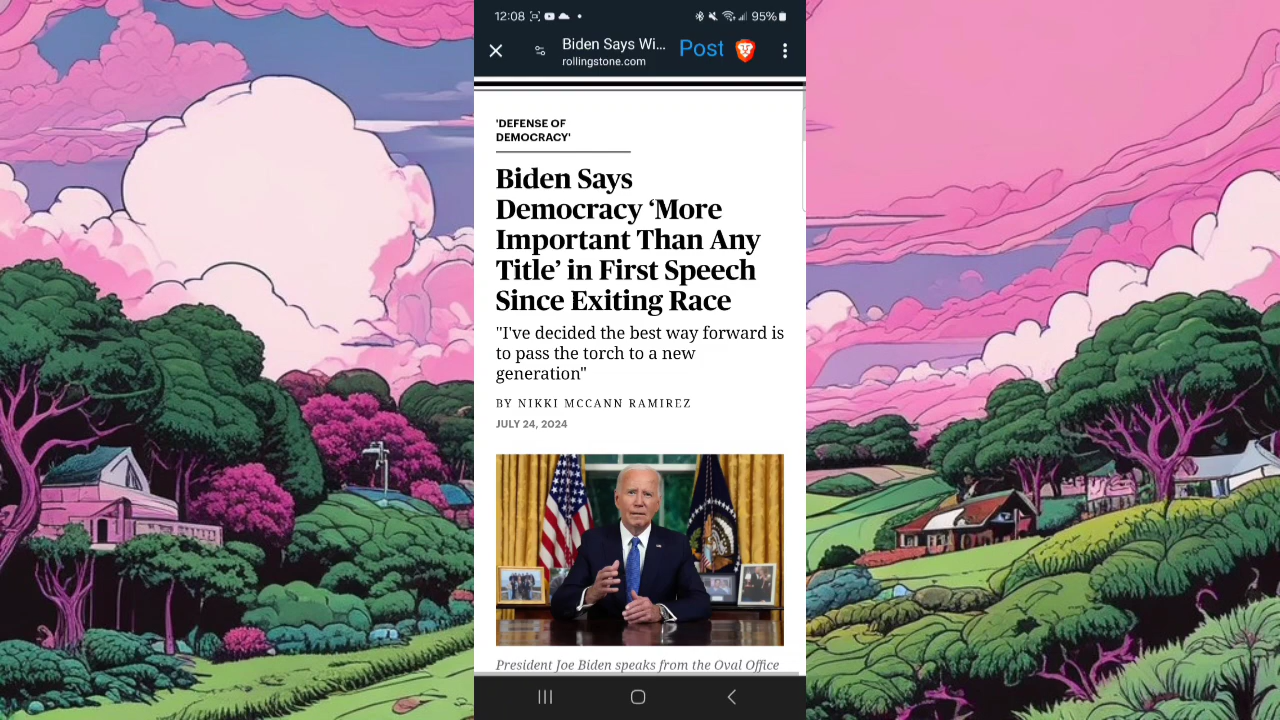 12:08
95%
Biden Says Wi...
Post
rollingstone.com
'DEFENSE OF
DEMOCRACY'
Biden Says
Democracy ‘More
Important Than Any
Title’ in First Speech
Since Exiting Race
"I've decided the best way forward is
to pass the torch to a new
generation"
BY NIKKI MCCANN RAMIREZ
JULY 24, 2024
President Joe Biden speaks from the Oval Office